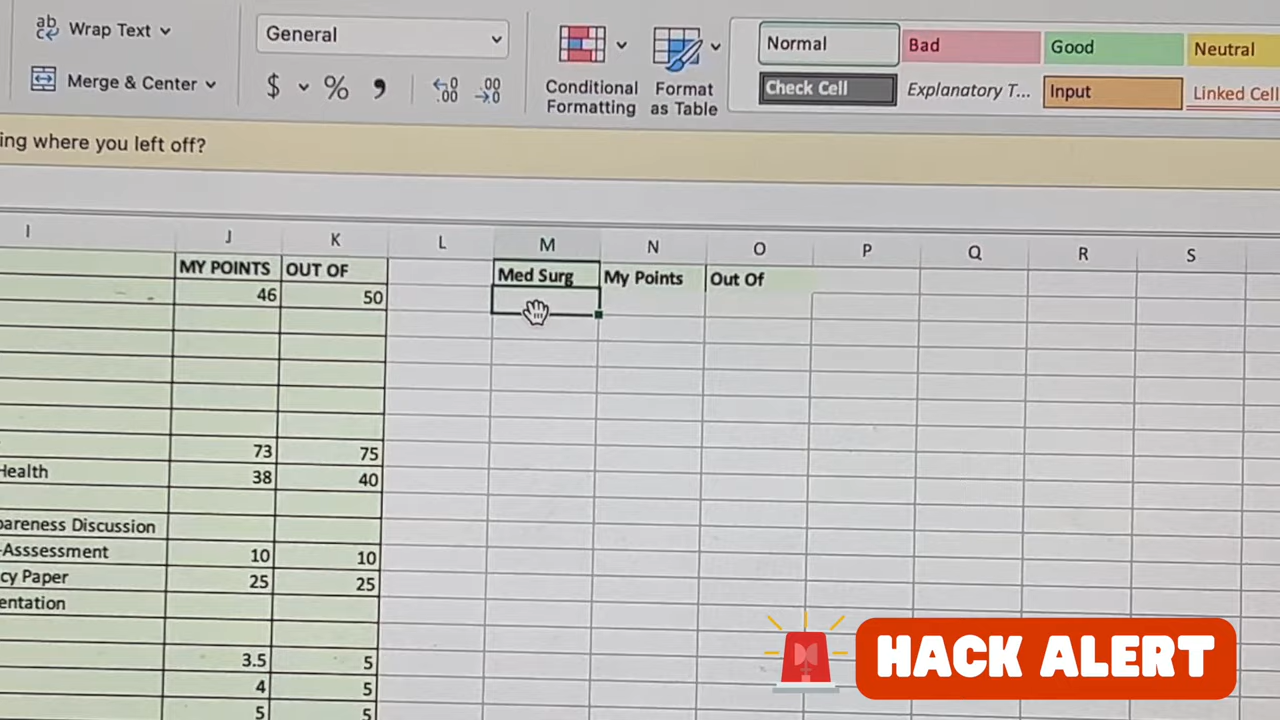 Wrap Text
General
Merge & Center
$ % ,
Conditional
Formatting
Format
as Table
Normal
Bad
Good
Neutral
Check Cell
Explanatory T...
Input
Linked Cell
ing where you left off?
I J K L M N O P Q R S
MY POINTS OUT OF
Med Surg My Points Out Of
46 50
73 75
Health 38 40
areness Discussion
-Asssessment 10 10
cy Paper 25 25
entation
3.5 5
4 5
5 5
HACK ALERT